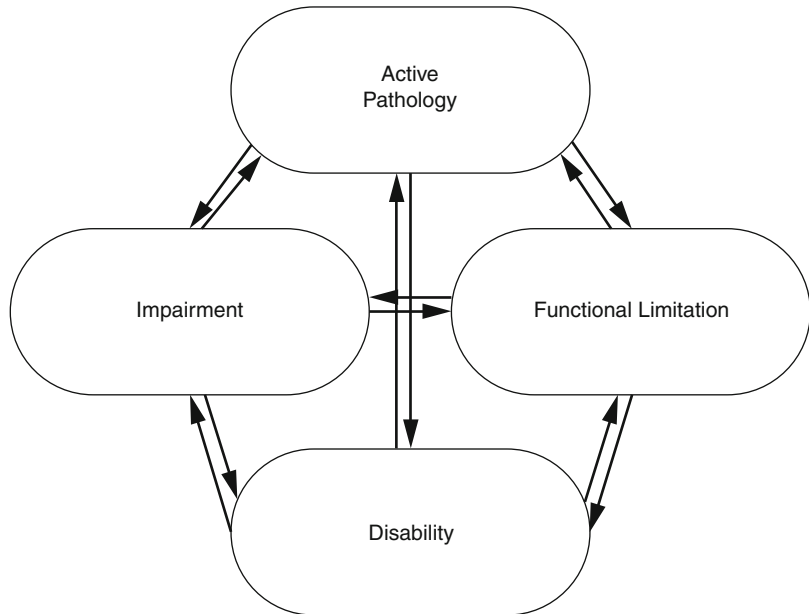 Active
Pathology
Impairment
Functional Limitation
Disability